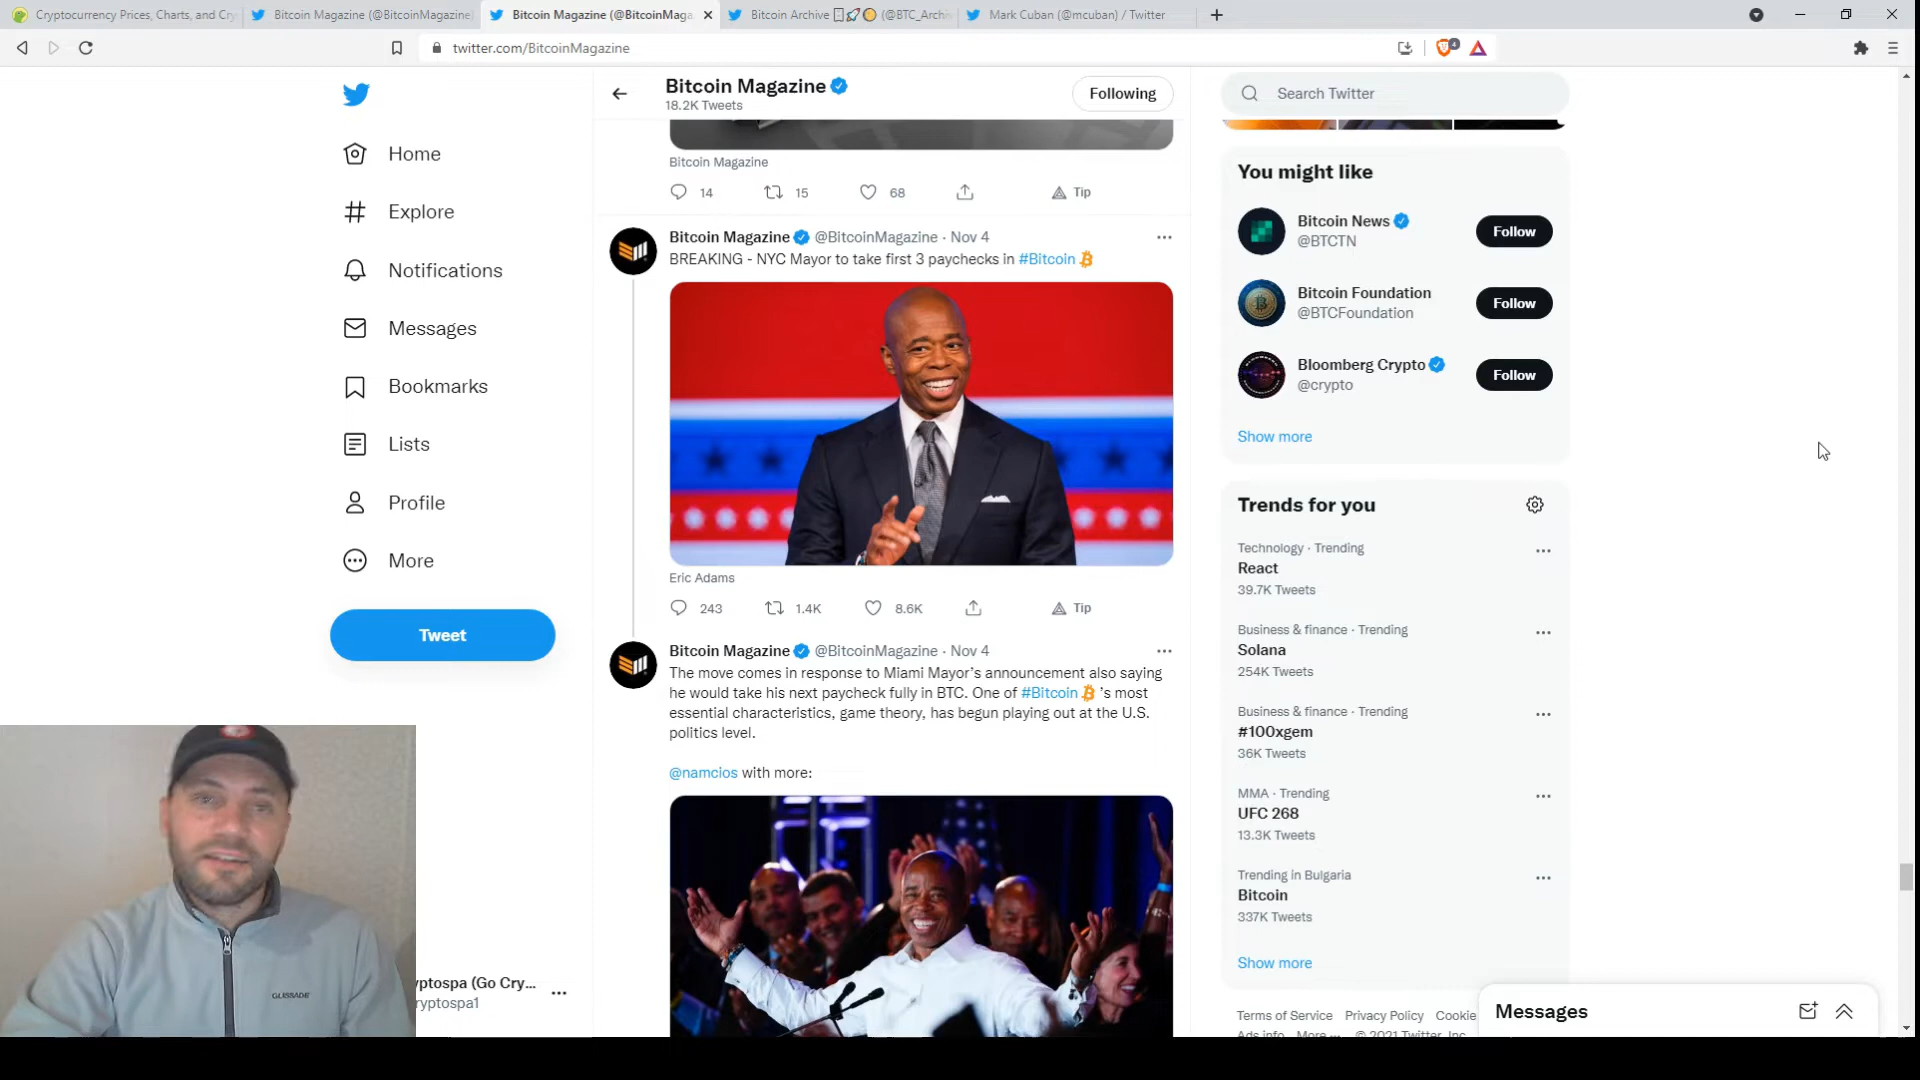 Cryptocurrency Prices, Charts, and Cry
Bitcoin Magazine (@BitcoinMagazine)
Bitcoin Magazine (@BitcoinMaga
Bitcoin Archive (@BTC_Archi
Mark Cuban (@mcuban) / Twitter
twitter.com/BitcoinMagazine
4
Home
Explore
Notifications
Messages
Bookmarks
Lists
Profile
More
Tweet
yptospa (Go Cry...
ryptospa1
GLISSADE
Bitcoin Magazine
18.2K Tweets
Following
Bitcoin Magazine
14 15 68 Tip
Bitcoin Magazine @BitcoinMagazine · Nov 4
BREAKING - NYC Mayor to take first 3 paychecks in #Bitcoin
Eric Adams
243 1.4K 8.6K Tip
Bitcoin Magazine @BitcoinMagazine · Nov 4
The move comes in response to Miami Mayor's announcement also saying
he would take his next paycheck fully in BTC. One of #Bitcoin 's most
essential characteristics, game theory, has begun playing out at the U.S.
politics level.
@namcios with more:
Search Twitter
You might like
Bitcoin News
@BTCTN
Follow
Bitcoin Foundation
@BTCFoundation
Follow
Bloomberg Crypto
@crypto
Follow
Show more
Trends for you
Technology · Trending
React
39.7K Tweets
Business & finance · Trending
Solana
254K Tweets
Business & finance · Trending
#100xgem
36K Tweets
MMA · Trending
UFC 268
13.3K Tweets
Trending in Bulgaria
Bitcoin
337K Tweets
Show more
Terms of Service Privacy Policy Cookie
Ads info More ... © 2021 Twitter, Inc.
Messages